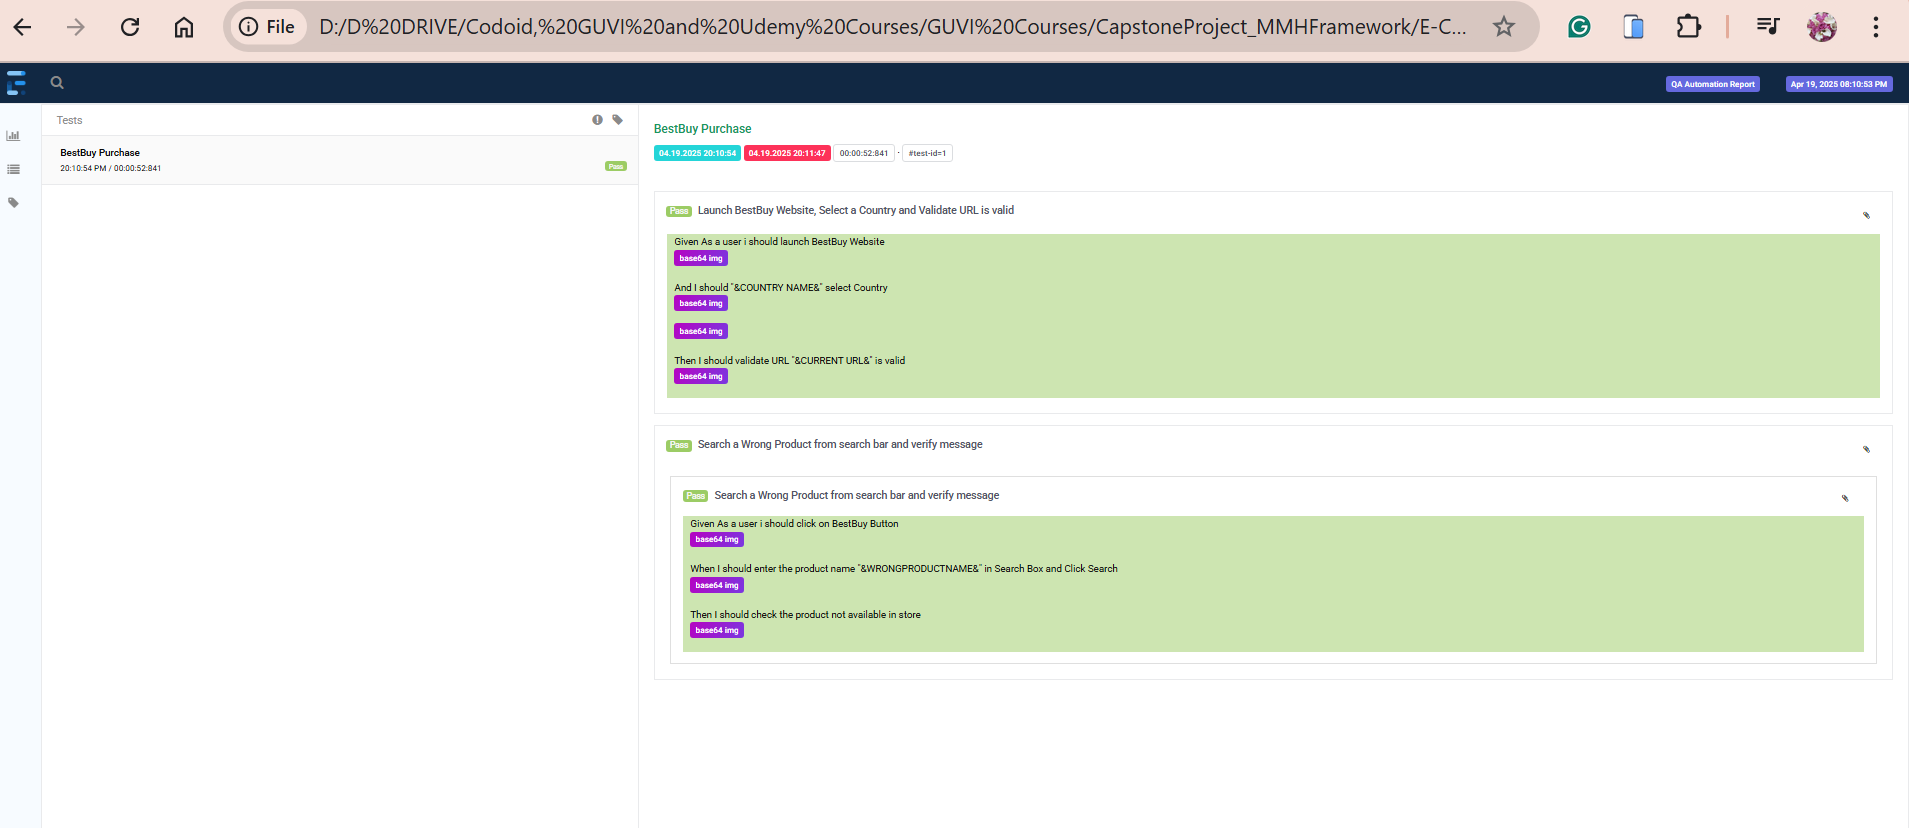 File D:/D%20DRIVE/Codoid,%20GUVI%20and%20Udemy%20Courses/GUVI%20Courses/CapstoneProject_MMHFramework/E-C...
QA Automation Report Apr 19, 2025 08:10:53 PM
Tests
BestBuy Purchase
20:10:54 PM / 00:00:52:841 Pass
BestBuy Purchase
04.19.2025 20:10:54 04.19.2025 20:11:47 00:00:52:841 · #test-id=1
Pass Launch BestBuy Website, Select a Country and Validate URL is valid
Given As a user i should launch BestBuy Website
base64 img
And I should "&COUNTRY NAME&" select Country
base64 img
base64 img
Then I should validate URL "&CURRENT URL&" is valid
base64 img
Pass Search a Wrong Product from search bar and verify message
Pass Search a Wrong Product from search bar and verify message
Given As a user i should click on BestBuy Button
base64 img
When I should enter the product name "&WRONGPRODUCTNAME&" in Search Box and Click Search
base64 img
Then I should check the product not available in store
base64 img